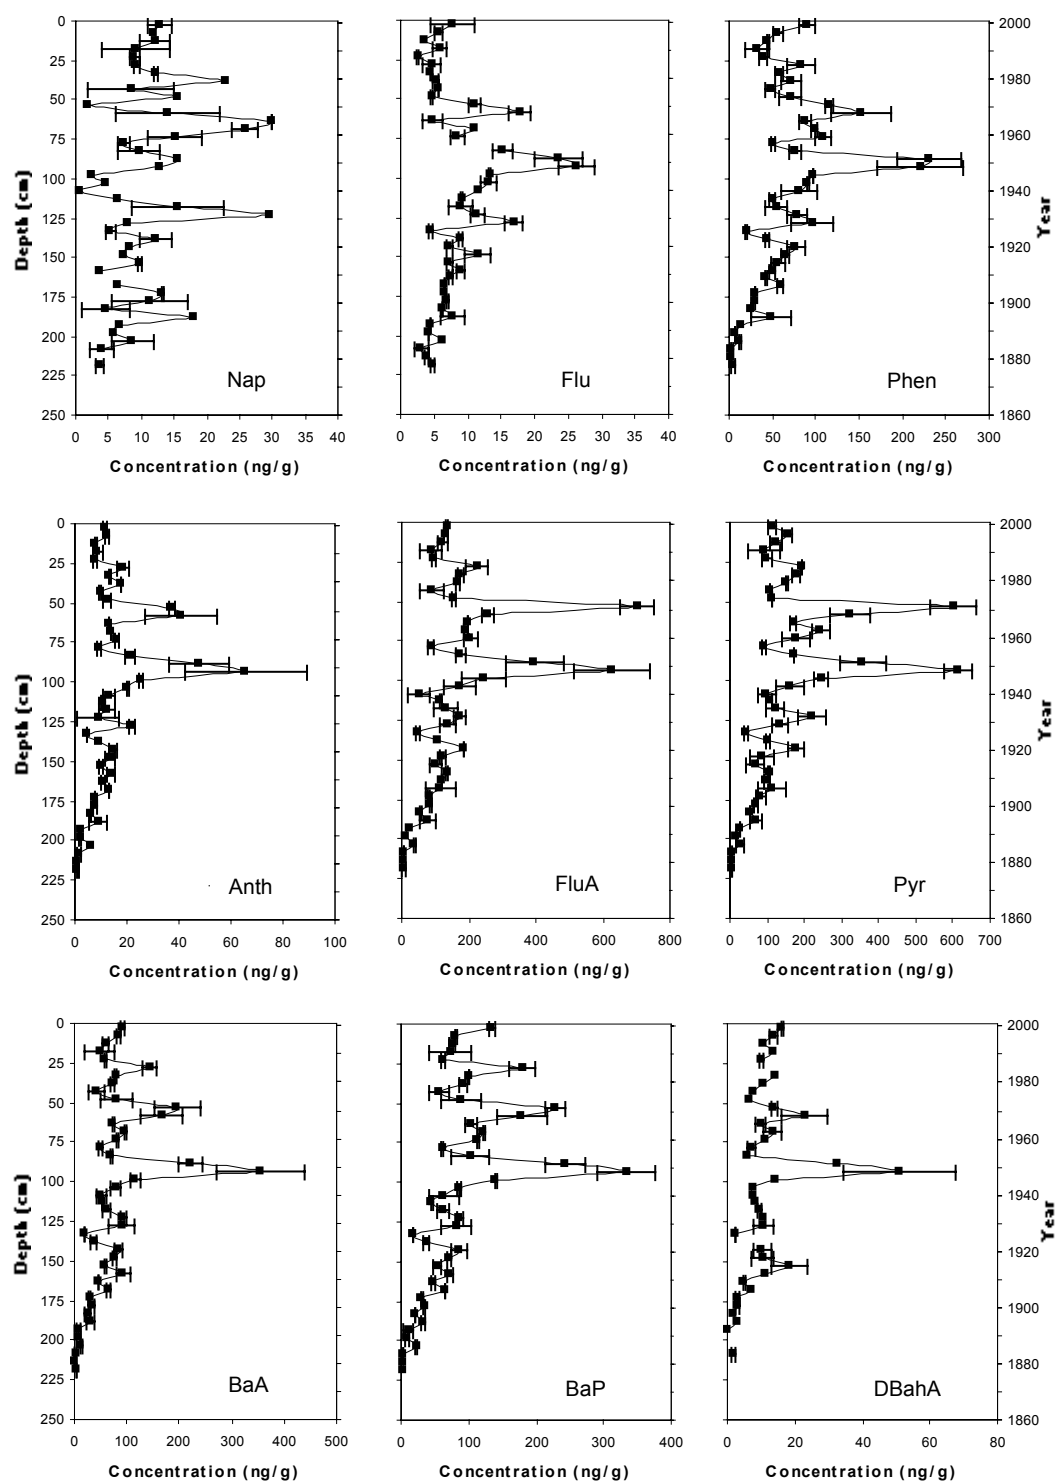 0 25 50 75 100 125 150 175 200 225 250
Depth (cm)
Nap
0 5 10 15 20 25 30 35 40
Concentration (ng/g)
Flu
0 5 10 15 20 25 30 35 40
Concentration (ng/g)
2000 1980 1960 1940 1920 1900 1880 1860
Year
Phen
0 50 100 150 200 250 300
Concentration (ng/g)
0 25 50 75 100 125 150 175 200 225 250
Depth (cm)
Anth
0 20 40 60 80 100
Concentration (ng/g)
FluA
0 200 400 600 800
Concentration (ng/g)
2000 1980 1960 1940 1920 1900 1880 1860
Year
Pyr
0 100 200 300 400 500 600 700
Concentration (ng/g)
0 25 50 75 100 125 150 175 200 225 250
Depth (cm)
BaA
0 100 200 300 400 500
Concentration (ng/g)
BaP
0 100 200 300 400
Concentration (ng/g)
2000 1980 1960 1940 1920 1900 1880 1860
Year
DBahA
0 20 40 60 80
Concentration (ng/g)